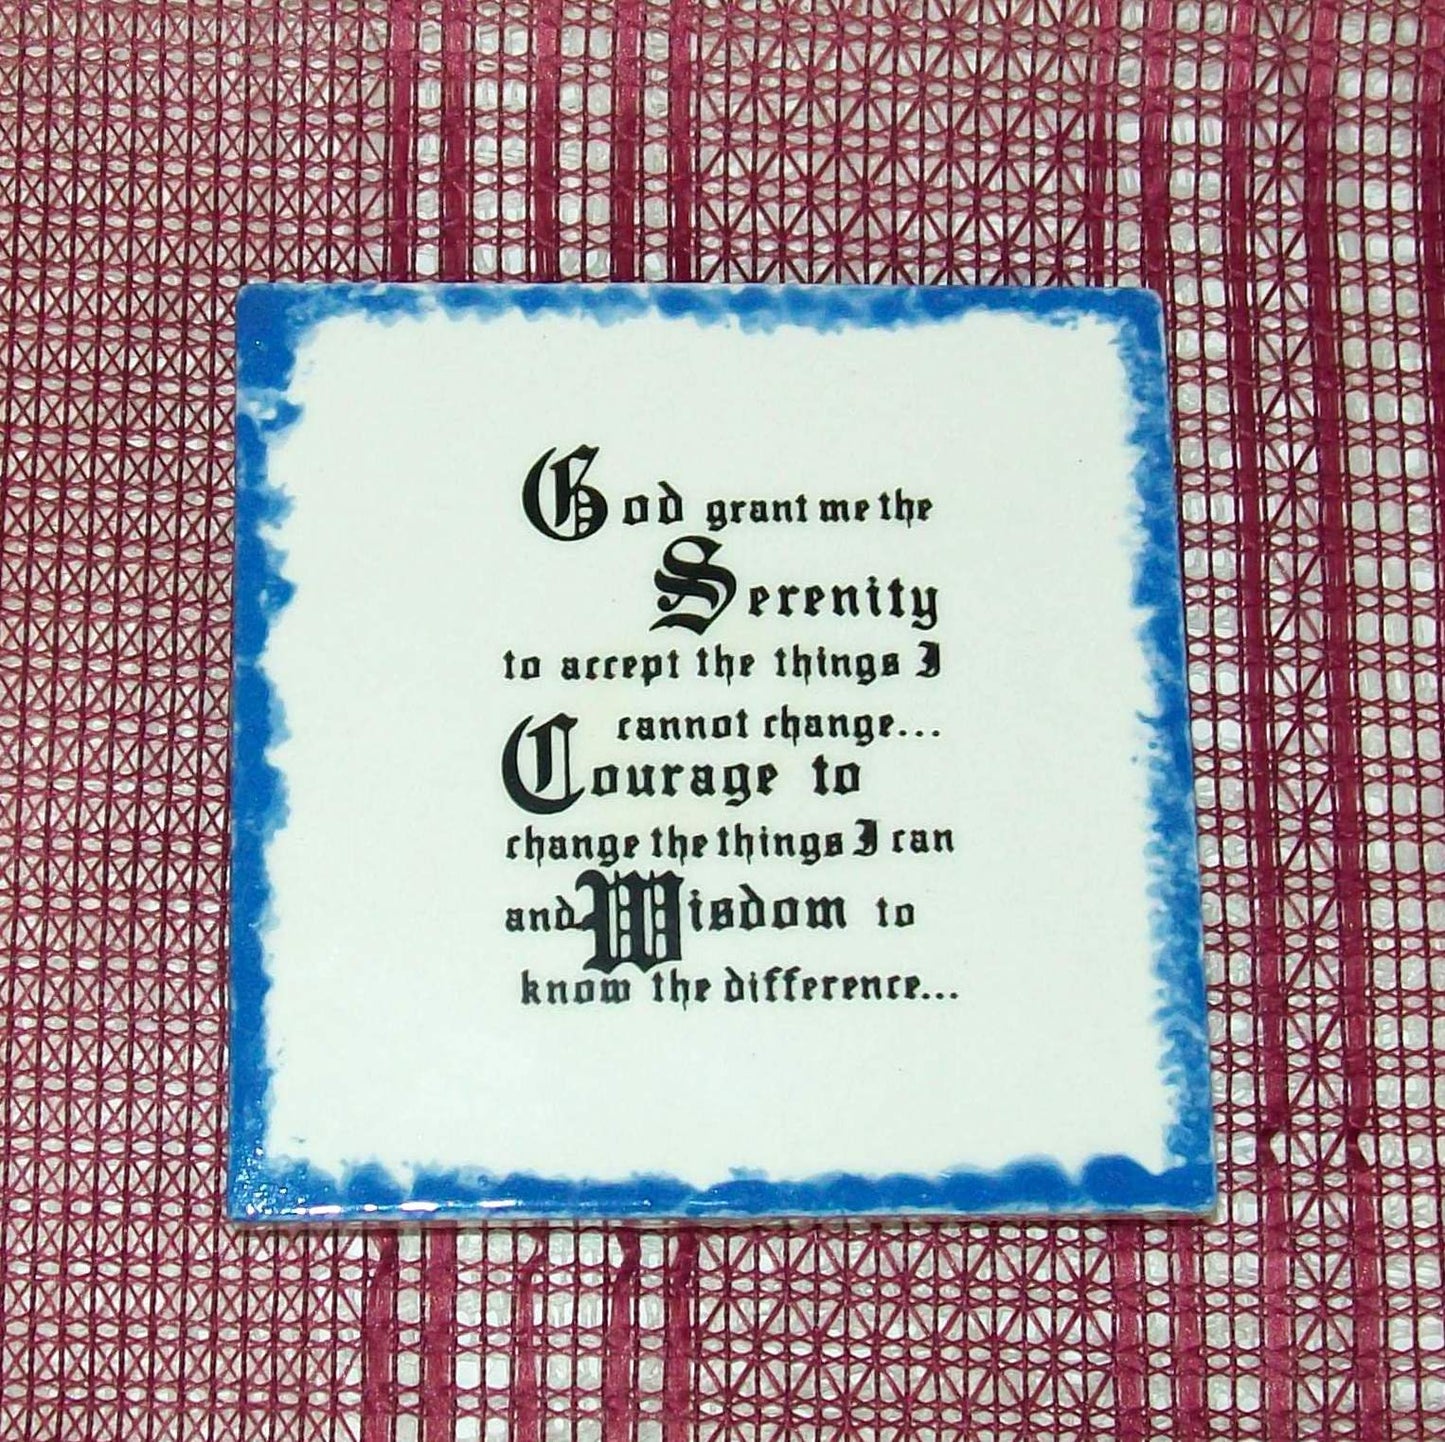 God grant me the
Serenity
to accept the things I
cannot change...
Courage to
change the things I can
and Wisdom to
know the difference...